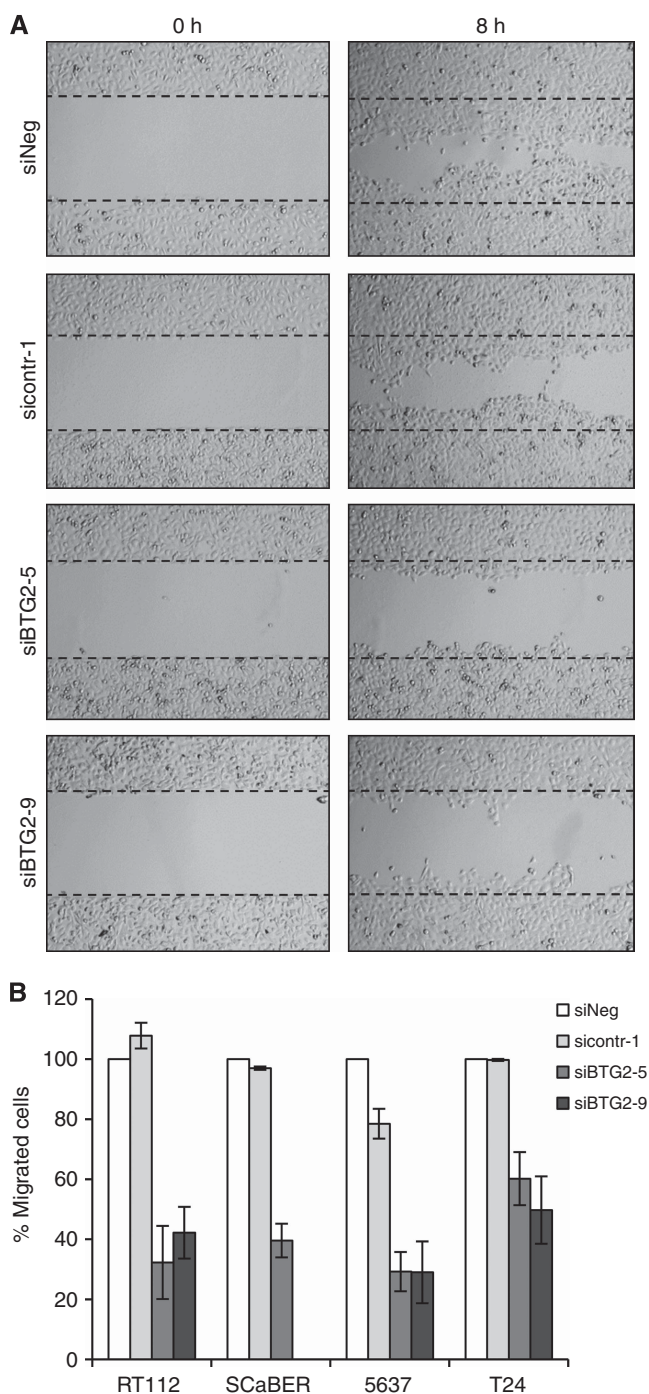 A
0 h
8 h
siNeg
sicontr-1
siBTG2-5
siBTG2-9
B
% Migrated cells
120
100
80
60
40
20
0
RT112
SCaBER
5637
T24
siNeg
sicontr-1
siBTG2-5
siBTG2-9